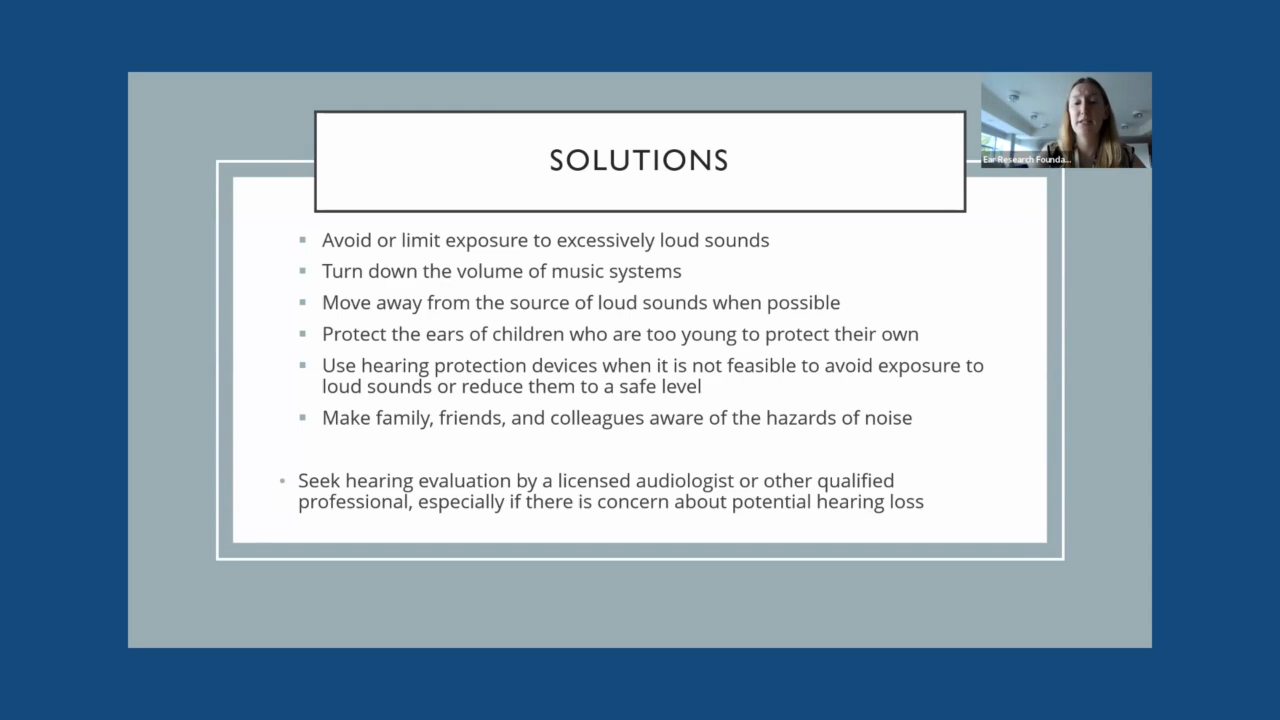 SOLUTIONS
Ear Research Founda...
Avoid or limit exposure to excessively loud sounds
Turn down the volume of music systems
Move away from the source of loud sounds when possible
Protect the ears of children who are too young to protect their own
Use hearing protection devices when it is not feasible to avoid exposure to
loud sounds or reduce them to a safe level
Make family, friends, and colleagues aware of the hazards of noise
Seek hearing evaluation by a licensed audiologist or other qualified
professional, especially if there is concern about potential hearing loss